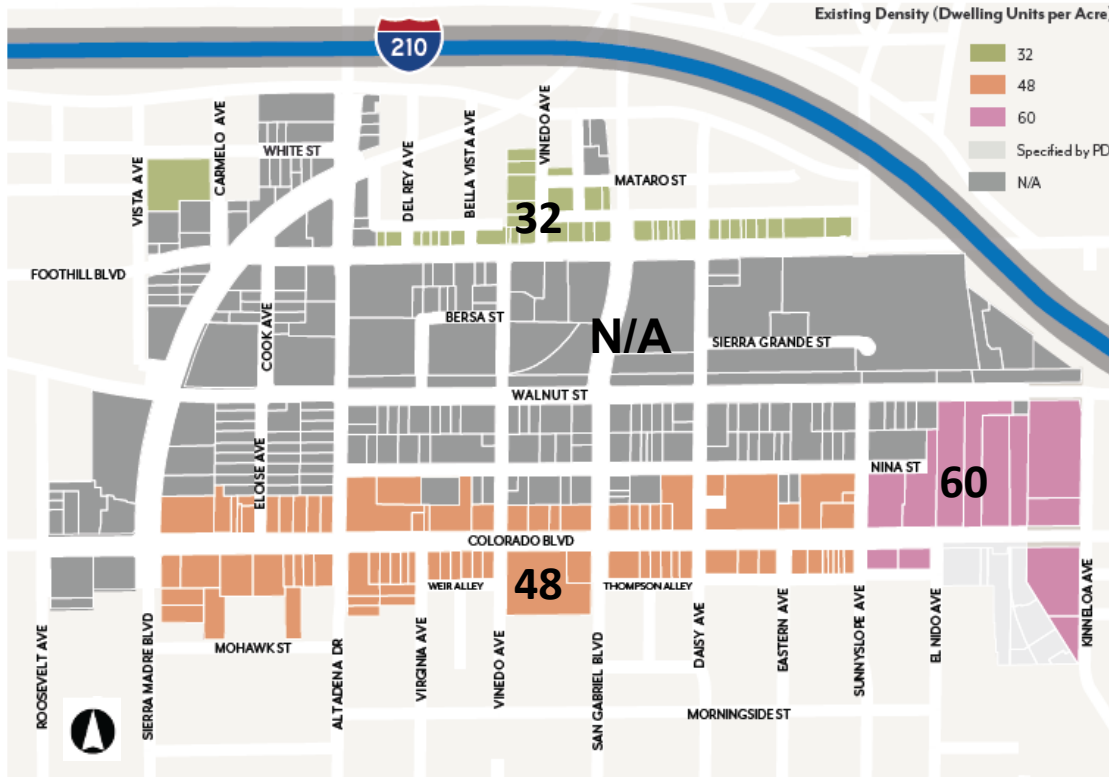 Existing Density (Dwelling Units per Acre)
32
48
60
Specified by PD
N/A
210
VISTA AVE
CARMELO AVE
WHITE ST
DEL REY AVE
BELLA VISTA AVE
VINEDO AVE
MATARO ST
32
FOOTHILL BLVD
COOK AVE
BERSA ST
N/A
SIERRA GRANDE ST
WALNUT ST
ELOISE AVE
NINA ST
60
COLORADO BLVD
WEIR ALLEY
48
THOMPSON ALLEY
ROOSEVELT AVE
SIERRA MADRE BLVD
MOHAWK ST
ALTADENA DR
VIRGINIA AVE
VINEDO AVE
SAN GABRIEL BLVD
DAISY AVE
EASTERN AVE
SUNNYSLOPE AVE
EL NIDO AVE
KINNELOA AVE
MORNINGSIDE ST